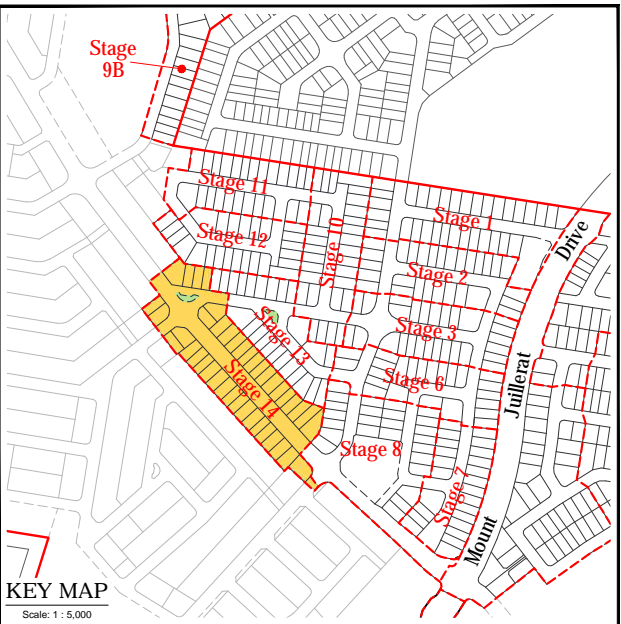 Stage
9B
Stage 11
Stage 12
Stage 10
Stage 1
Stage 2
Stage 3
Stage 13
Stage 6
Stage 14
Stage 8
Stage 7
Mount
Juillerat
Drive
KEY MAP
Scale: 1 : 5,000